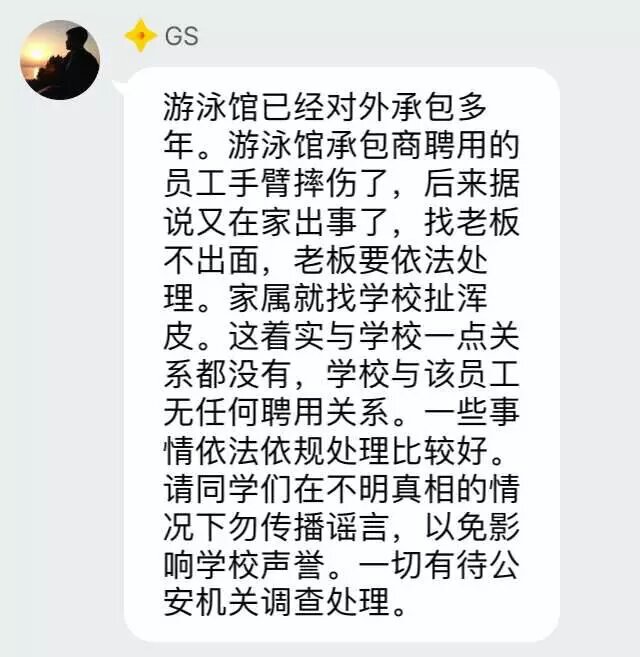 GS
游泳馆已经对外承包多
年。游泳馆承包商聘用的
员工手臂摔伤了，后来据
说又在家出事了，找老板
不出面，老板要依法处
理。家属就找学校扯浑
皮。这着实与学校一点关
系都没有，学校与该员工
无任何聘用关系。一些事
情依法依规处理比较好。
请同学们在不明真相的情
况下勿传播谣言，以免影
响学校声誉。一切有待公
安机关调查处理。